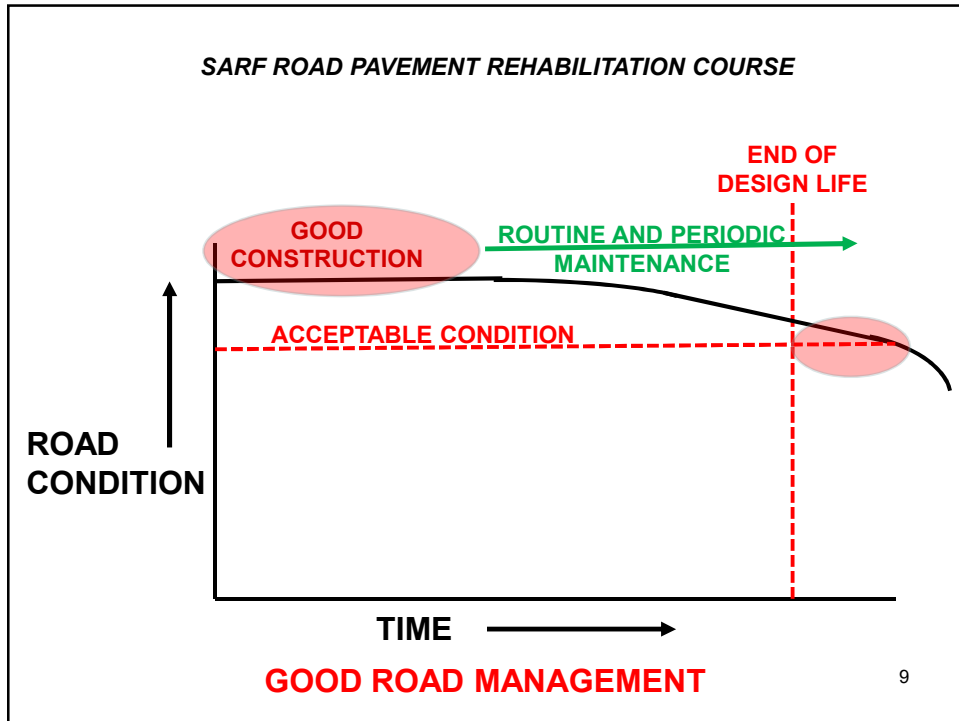 SARF ROAD PAVEMENT REHABILITATION COURSE
END OF
DESIGN LIFE
GOOD
CONSTRUCTION
ROUTINE AND PERIODIC
MAINTENANCE
ACCEPTABLE CONDITION
ROAD
CONDITION
TIME
GOOD ROAD MANAGEMENT
9